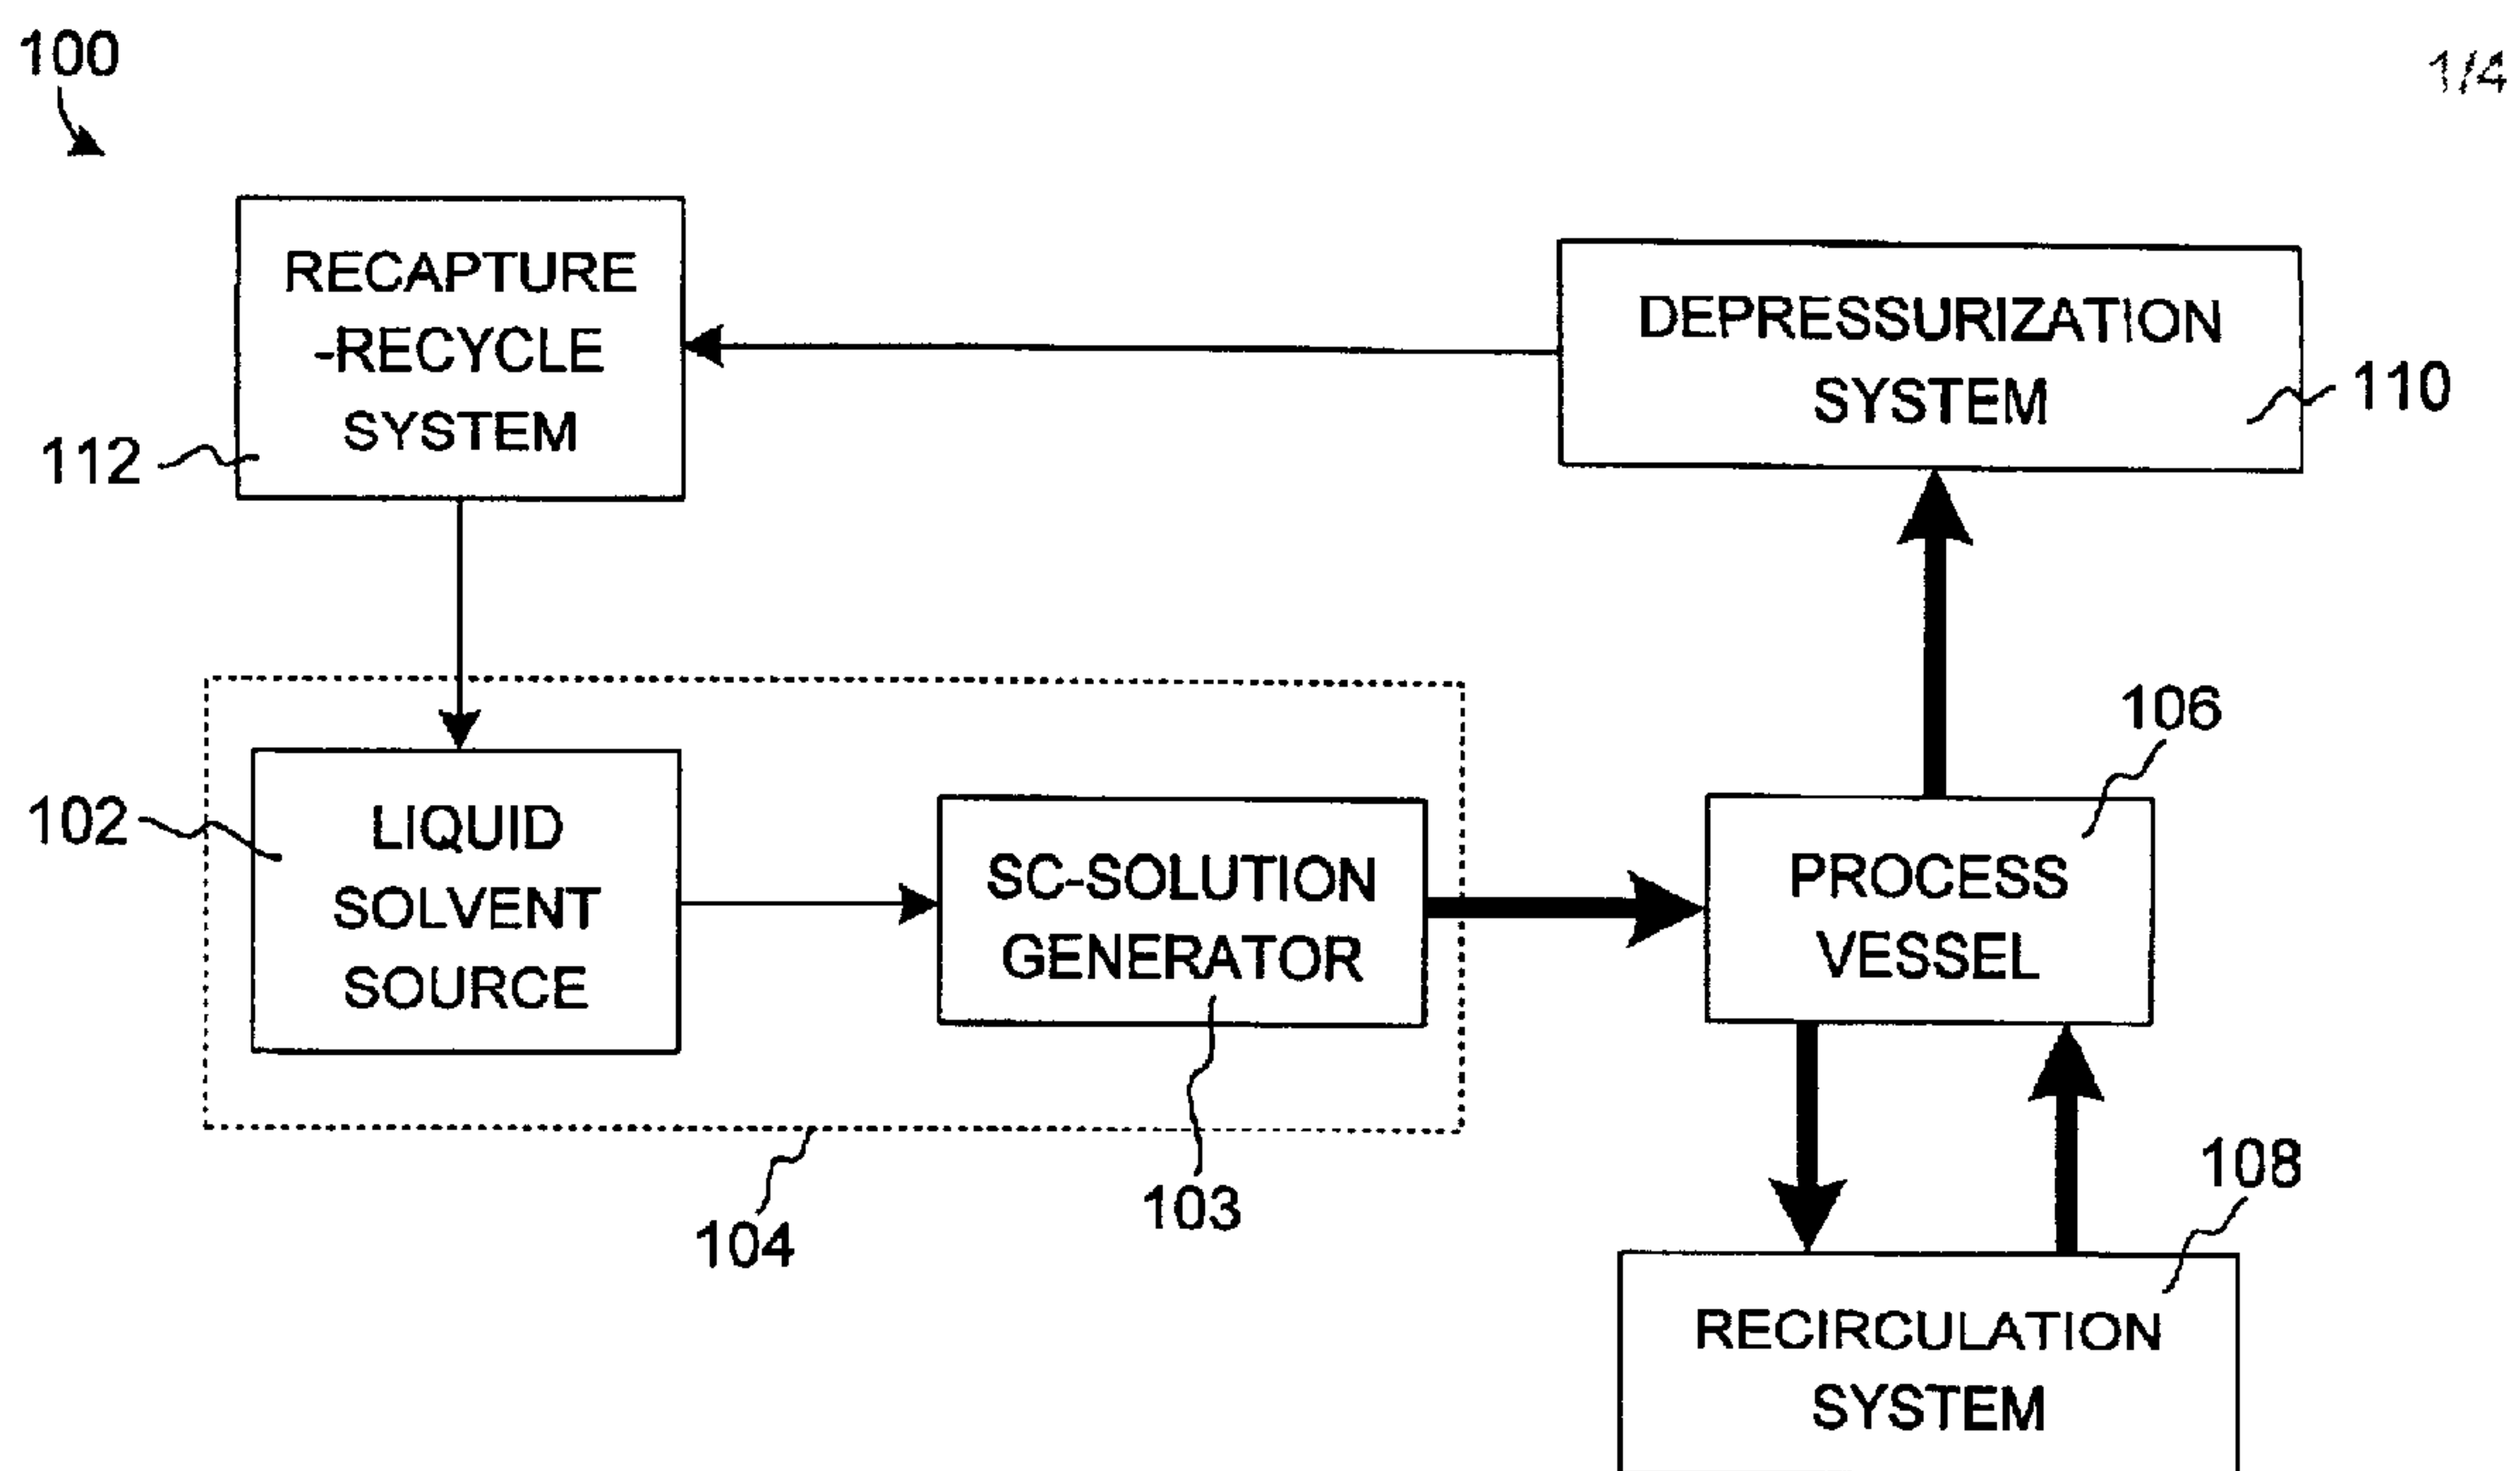 100
1/4
RECAPTURE
-RECYCLE
SYSTEM
112
DEPRESSURIZATION
SYSTEM
110
106
102
LIQUID
SOLVENT
SOURCE
SC-SOLUTION
GENERATOR
PROCESS
VESSEL
103
104
108
RECIRCULATION
SYSTEM